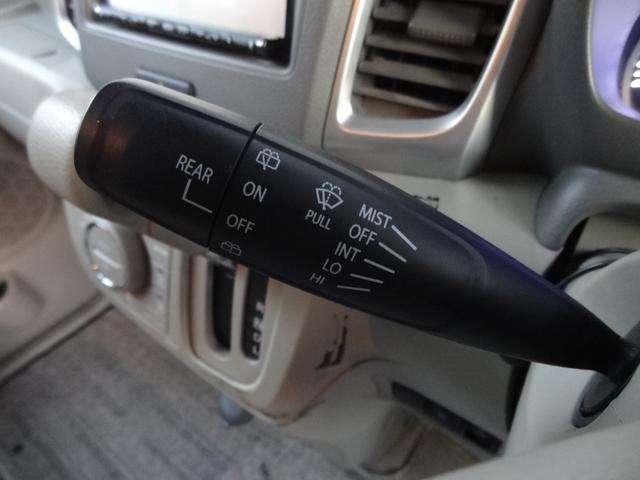 REAR
ON
OFF
PULL
MIST
OFF
INT
LO
HI